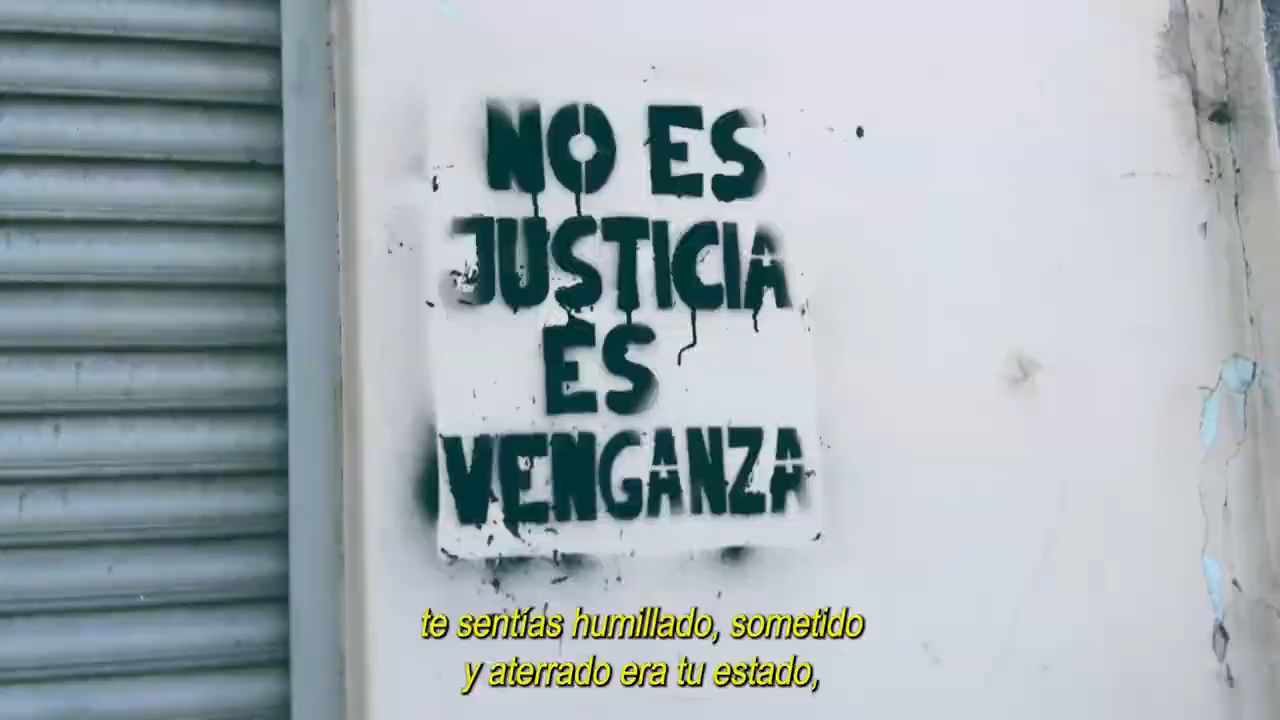 NO ES
JUSTICIA
ES
VENGANZA
te sentías humillado, sometido
y aterrado era tu estado,